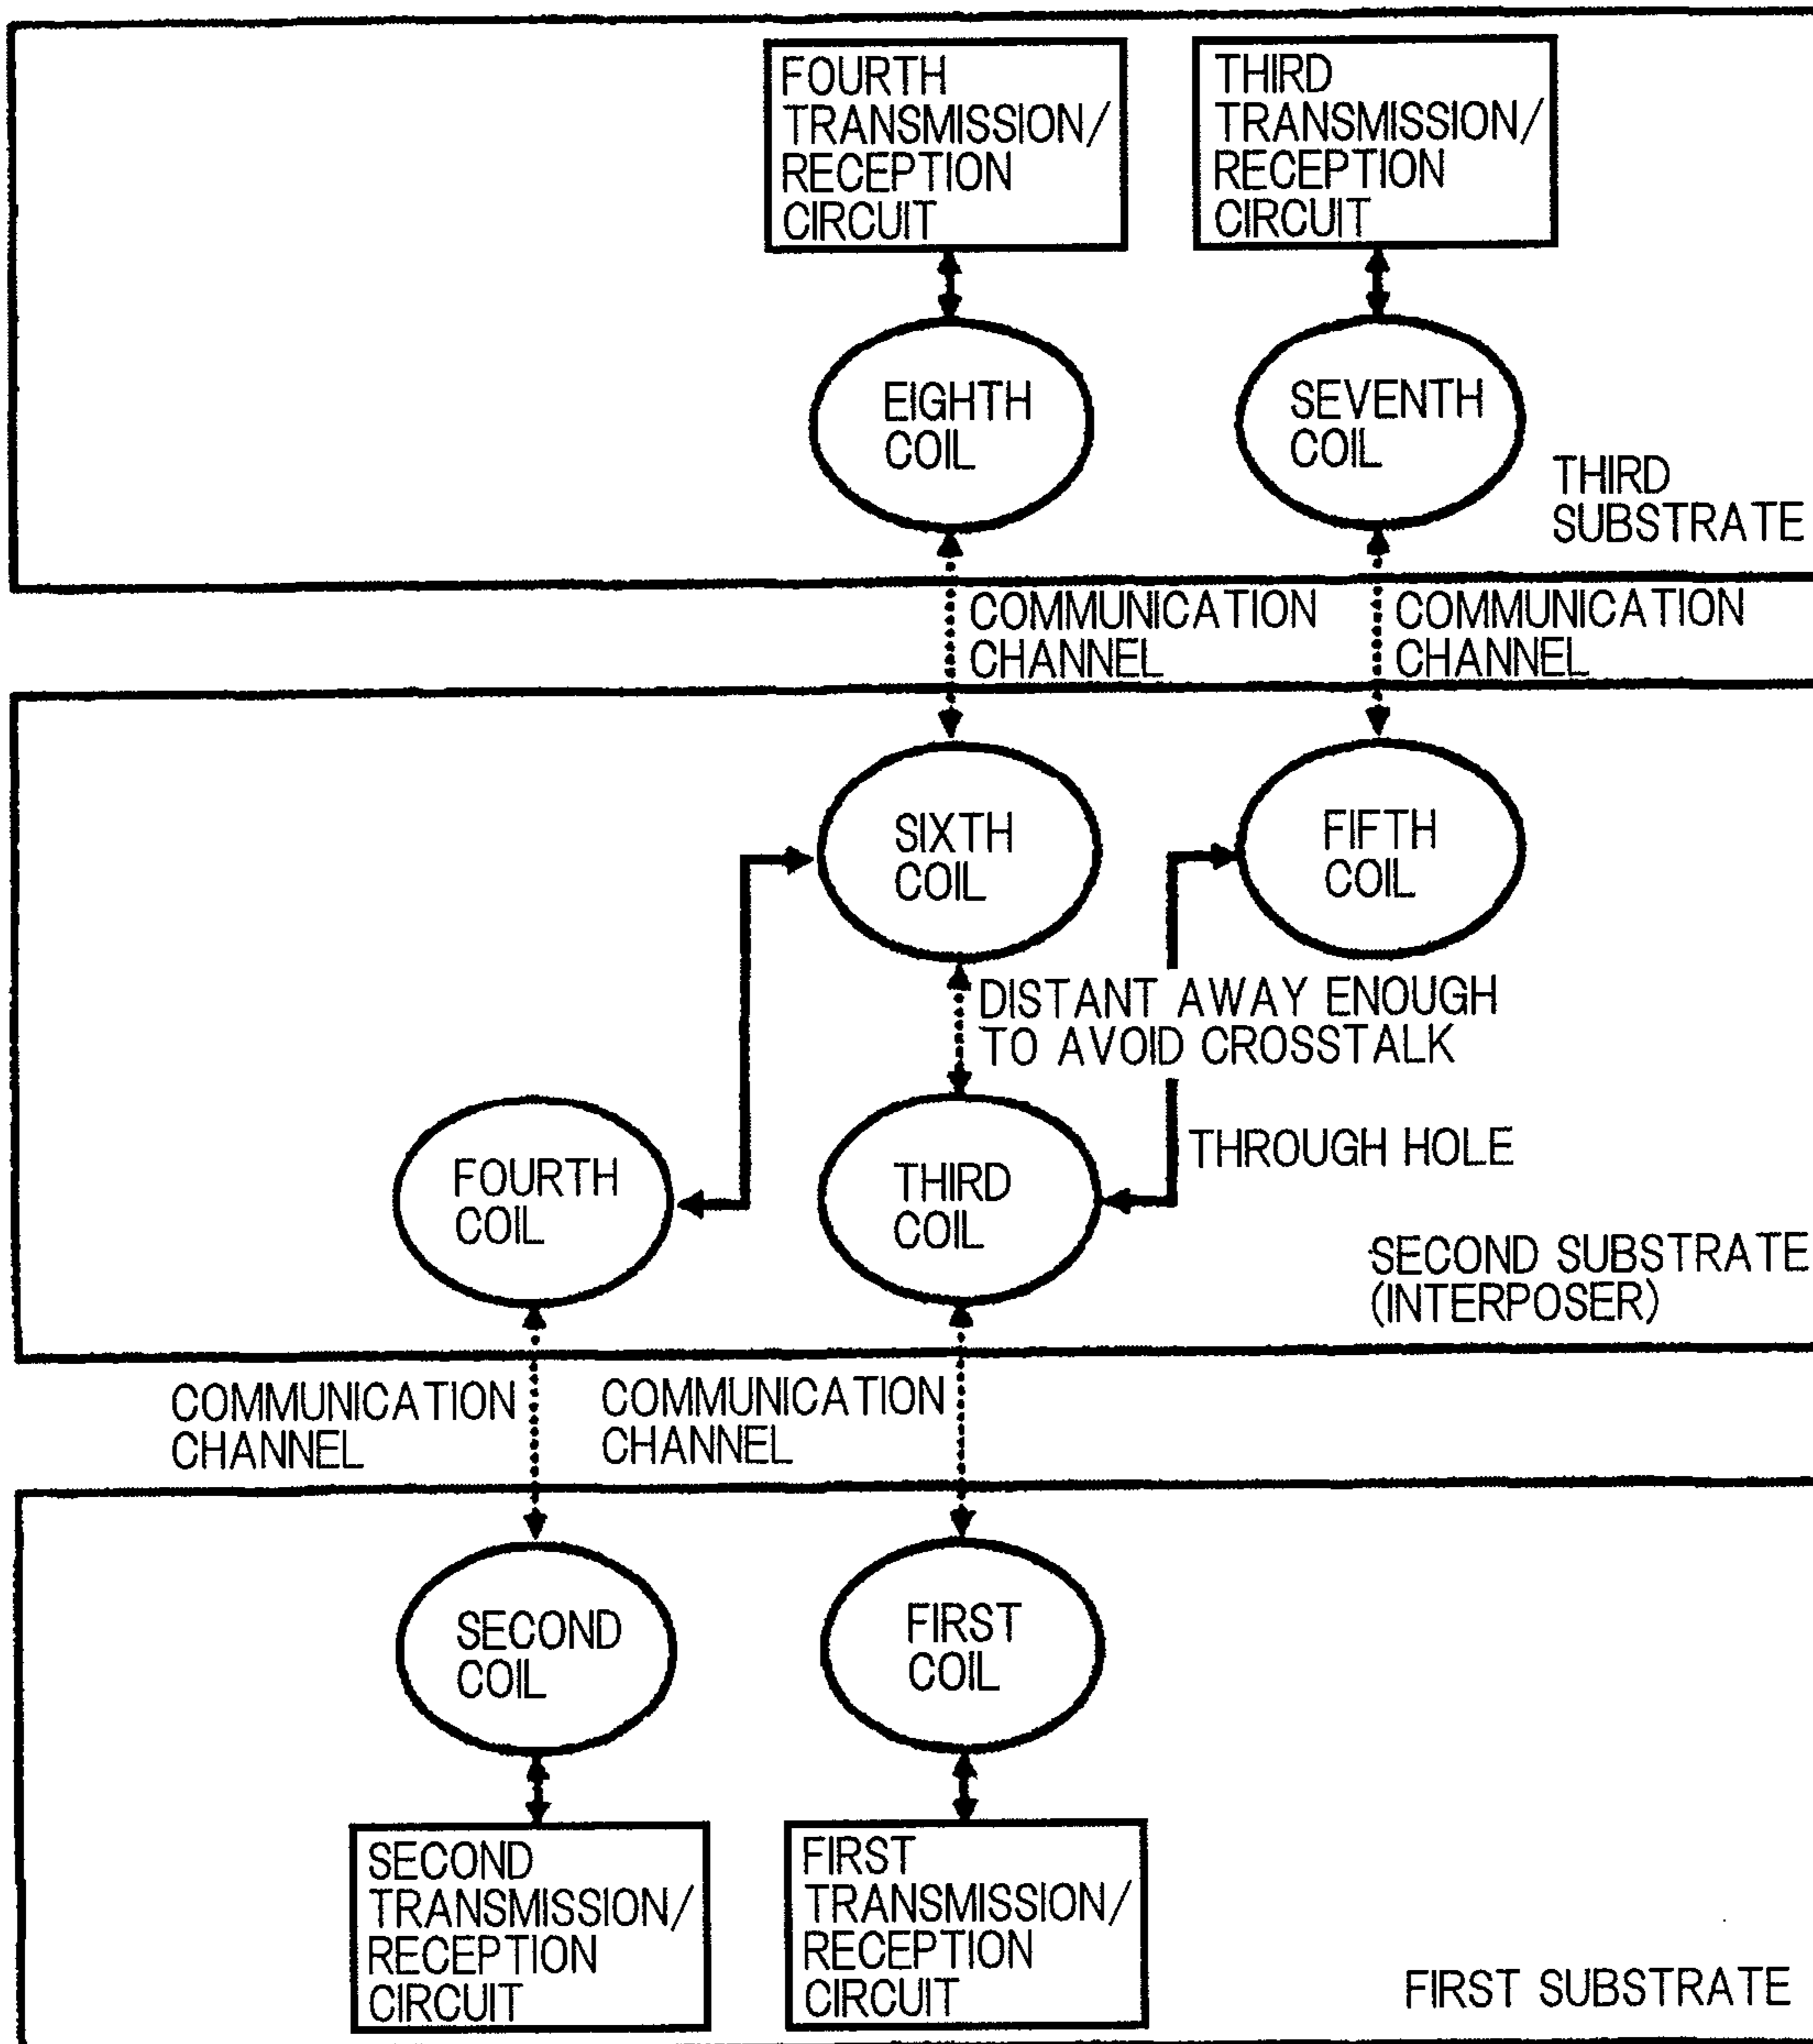 FOURTH
TRANSMISSION/
RECEPTION
CIRCUIT
THIRD
TRANSMISSION/
RECEPTION
CIRCUIT
EIGHTH
COIL
SEVENTH
COIL
THIRD
SUBSTRATE
COMMUNICATION
CHANNEL
COMMUNICATION
CHANNEL
SIXTH
COIL
FIFTH
COIL
DISTANT AWAY ENOUGH
TO AVOID CROSSTALK
FOURTH
COIL
THIRD
COIL
THROUGH HOLE
SECOND SUBSTRATE
(INTERPOSER)
COMMUNICATION
CHANNEL
COMMUNICATION
CHANNEL
SECOND
COIL
FIRST
COIL
SECOND
TRANSMISSION/
RECEPTION
CIRCUIT
FIRST
TRANSMISSION/
RECEPTION
CIRCUIT
FIRST SUBSTRATE